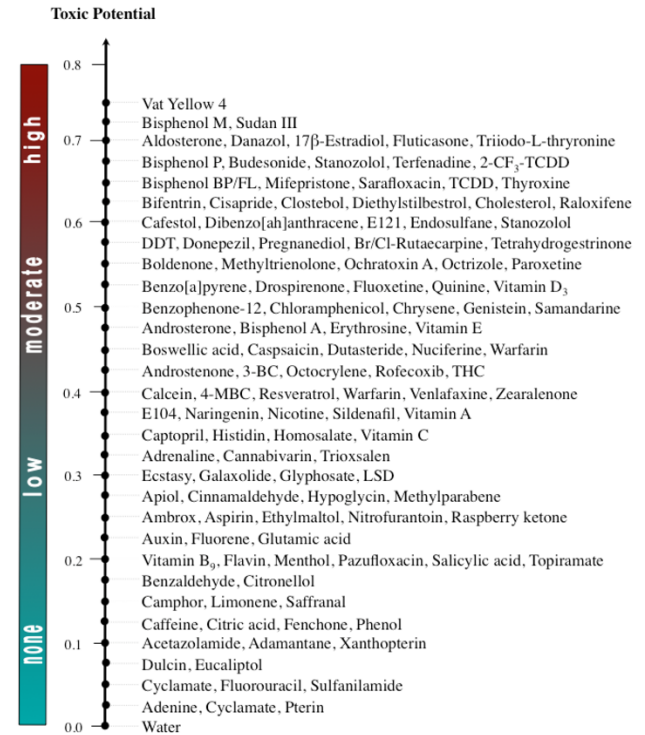 Toxic Potential
0.8
Vat Yellow 4
Bisphenol M, Sudan III
0.7
Aldosterone, Danazol, 17β-Estradiol, Fluticasone, Triiodo-L-thryronine
Bisphenol P, Budesonide, Stanozolol, Terfenadine, 2-CF₃-TCDD
Bisphenol BP/FL, Mifepristone, Sarafloxacin, TCDD, Thyroxine
Bifentrin, Cisapride, Clostebol, Diethylstilbestrol, Cholesterol, Raloxifene
0.6
Cafestol, Dibenzo[ah]anthracene, E121, Endosulfane, Stanozolol
DDT, Donepezil, Pregnanediol, Br/Cl-Rutaecarpine, Tetrahydrogestrinone
Boldenone, Methyltrienolone, Ochratoxin A, Octrizole, Paroxetine
Benzo[a]pyrene, Drospirenone, Fluoxetine, Quinine, Vitamin D₃
0.5
Benzophenone-12, Chloramphenicol, Chrysene, Genistein, Samandarine
Androsterone, Bisphenol A, Erythrosine, Vitamin E
Boswellic acid, Caspsaicin, Dutasteride, Nuciferine, Warfarin
Androstenone, 3-BC, Octocrylene, Rofecoxib, THC
0.4
Calcein, 4-MBC, Resveratrol, Warfarin, Venlafaxine, Zearalenone
E104, Naringenin, Nicotine, Sildenafil, Vitamin A
Captopril, Histidin, Homosalate, Vitamin C
Adrenaline, Cannabivarin, Trioxsalen
0.3
Ecstasy, Galaxolide, Glyphosate, LSD
Apiol, Cinnamaldehyde, Hypoglycin, Methylparabene
Ambrox, Aspirin, Ethylmaltol, Nitrofurantoin, Raspberry ketone
Auxin, Fluorene, Glutamic acid
0.2
Vitamin B₉, Flavin, Menthol, Pazufloxacin, Salicylic acid, Topiramate
Benzaldehyde, Citronellol
Camphor, Limonene, Saffranal
Caffeine, Citric acid, Fenchone, Phenol
0.1
Acetazolamide, Adamantane, Xanthopterin
Dulcin, Eucaliptol
Cyclamate, Fluorouracil, Sulfanilamide
Adenine, Cyclamate, Pterin
0.0
Water
high
moderate
low
none